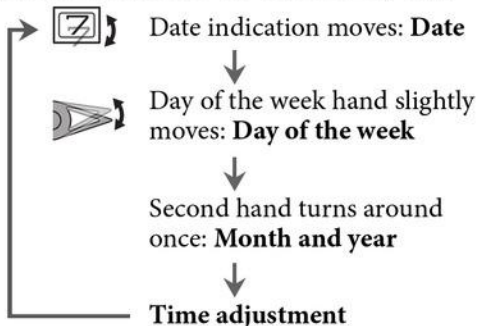 7
Date indication moves: Date
Day of the week hand slightly
moves: Day of the week
Second hand turns around
once: Month and year
Time adjustment